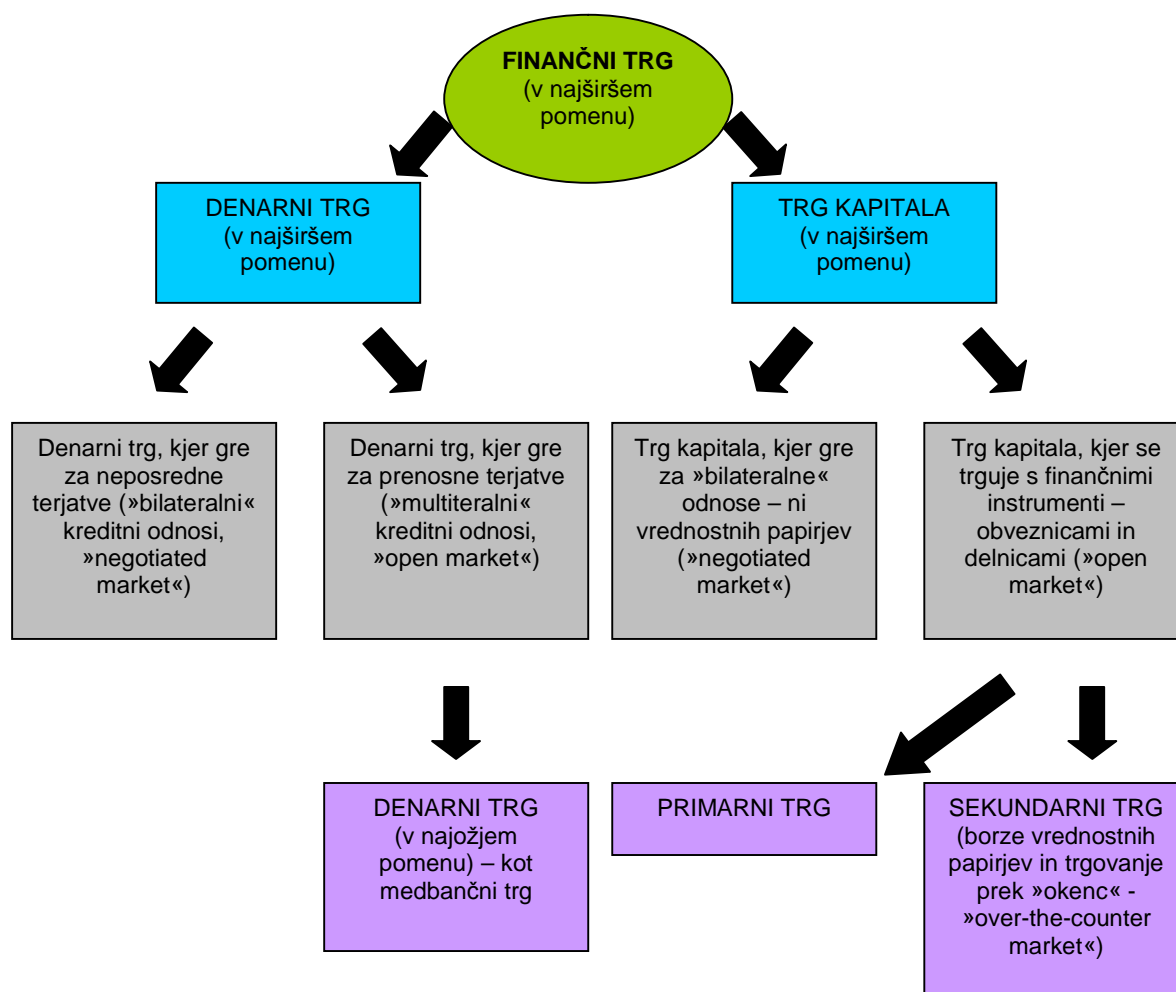 FINANČNI TRG
(v najširšem
pomenu)
DENARNI TRG
(v najširšem
pomenu)
TRG KAPITALA
(v najširšem
pomenu)
Denarni trg, kjer gre
za neposredne
terjatve (»bilateralni«
kreditni odnosi,
»negotiated
market«)
Denarni trg, kjer gre
za prenosne terjatve
(»multiteralni«
kreditni odnosi,
»open market«)
Trg kapitala, kjer gre
za »bilateralne«
odnose – ni
vrednostnih papirjev
(»negotiated
market«)
Trg kapitala, kjer se
trguje s finančnimi
instrumenti –
obveznicami in
delnicami (»open
market«)
DENARNI TRG
(v najožjem
pomenu) – kot
medbančni trg
PRIMARNI TRG
SEKUNDARNI TRG
(borze vrednostnih
papirjev in trgovanje
prek »okenc« -
»over-the-counter
market«)